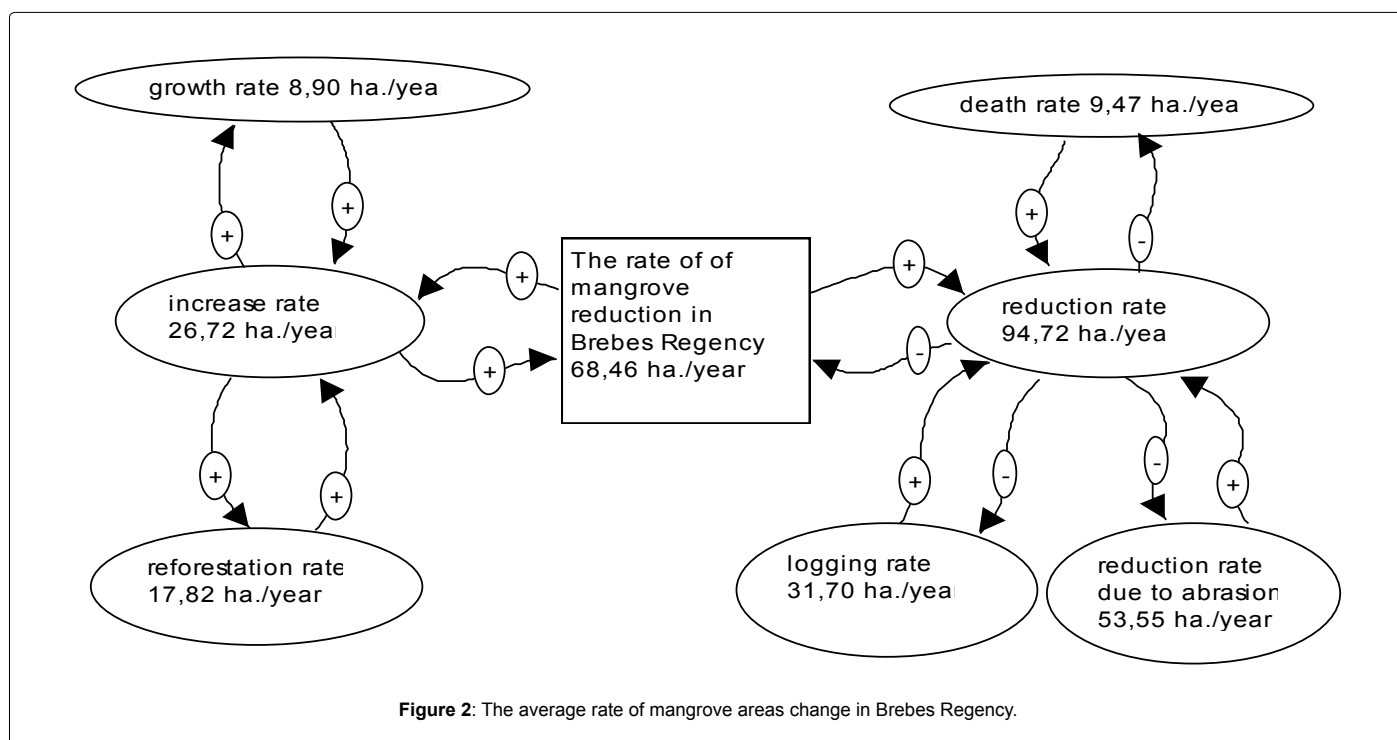 growth rate 8,90 ha./yea
death rate 9,47 ha./yea
+
+
+
-
+
+
The rate of of
mangrove
reduction in
Brebes Regency
68,46 ha./year
+
-
increase rate
26,72 ha./year
reduction rate
94,72 ha./yea
+
+
+
-
-
+
reforestation rate
17,82 ha./year
logging rate
31,70 ha./year
reduction rate
due to abrasion
53,55 ha./year
Figure 2: The average rate of mangrove areas change in Brebes Regency.